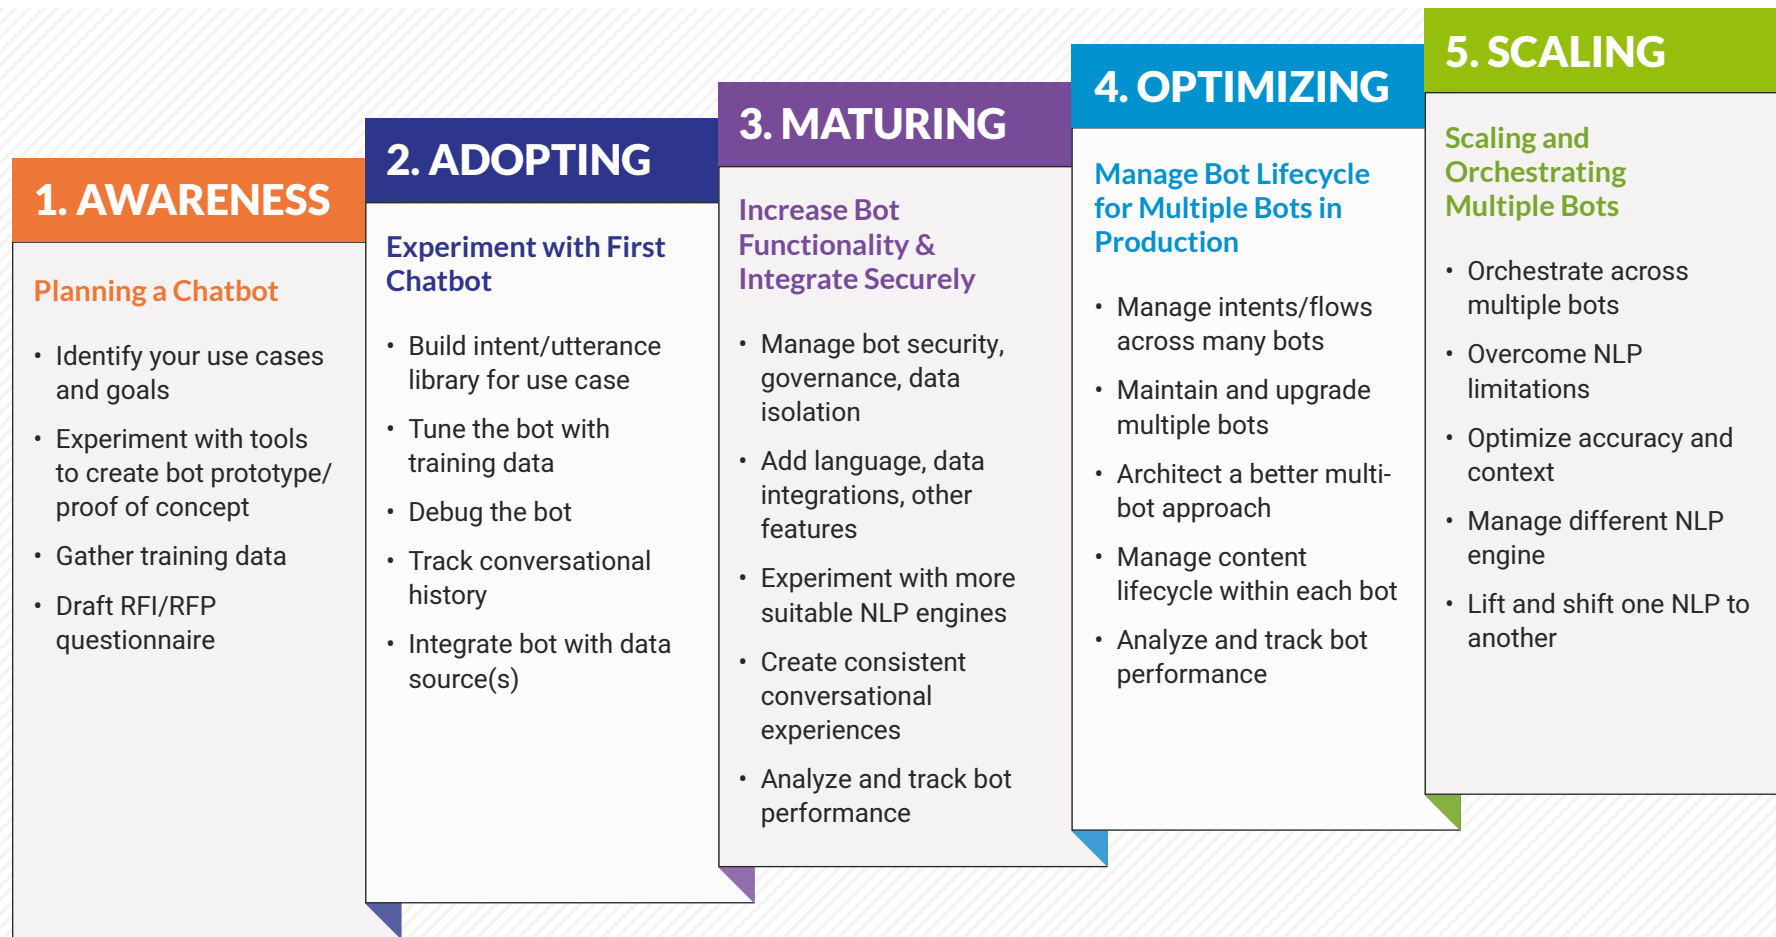 1. AWARENESS
Planning a Chatbot
• Identify your use cases
and goals
• Experiment with tools
to create bot prototype/
proof of concept
• Gather training data
• Draft RFI/RFP
questionnaire
2. ADOPTING
Experiment with First
Chatbot
• Build intent/utterance
library for use case
• Tune the bot with
training data
• Debug the bot
• Track conversational
history
• Integrate bot with data
source(s)
3. MATURING
Increase Bot
Functionality &
Integrate Securely
• Manage bot security,
governance, data
isolation
• Add language, data
integrations, other
features
• Experiment with more
suitable NLP engines
• Create consistent
conversational
experiences
• Analyze and track bot
performance
4. OPTIMIZING
Manage Bot Lifecycle
for Multiple Bots in
Production
• Manage intents/flows
across many bots
• Maintain and upgrade
multiple bots
• Architect a better multi-
bot approach
• Manage content
lifecycle within each bot
• Analyze and track bot
performance
5. SCALING
Scaling and
Orchestrating
Multiple Bots
• Orchestrate across
multiple bots
• Overcome NLP
limitations
• Optimize accuracy and
context
• Manage different NLP
engine
• Lift and shift one NLP to
another